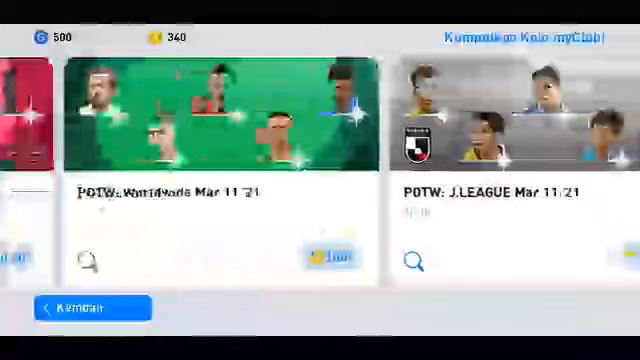 500
340
Kumpulkan Koin myClub!
POTW: Worldwide Mar 11 '21
POTW: J.LEAGUE Mar 11 '21
Kembali